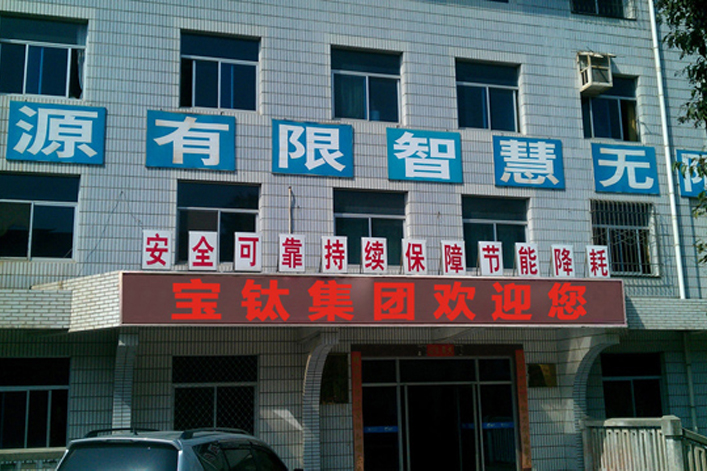 源有限智慧无限
安全可靠持续保障节能降耗
宝钛集团欢迎您